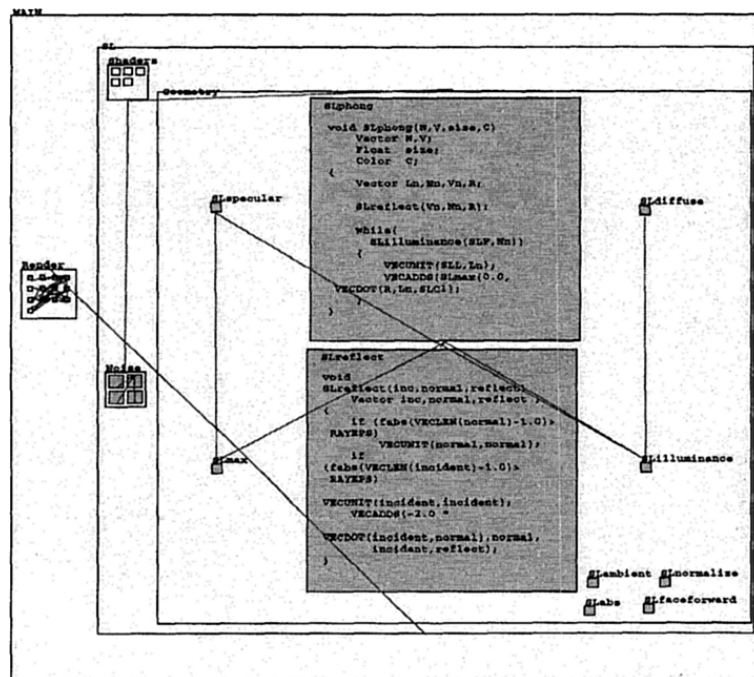 MAIN
SL
Shaders
Geometry
SLphong
void SLphong(N,V,size,C)
Vector N,V;
Float size;
Color C;
{
Vector Ln,Nn,Vn,R;
SLreflect(Vn,Nn,R);
while(
SLilluminance(SLP,Nn))
{
VECUNIT(SLL,Ln);
VECADDS(SLmax(0.0,
VECDOT(R,Ln,SLC1);
}
}
SLspecular
SLdiffuse
Render
Noise
SLreflect
void
SLreflect(inc,normal,reflect)
Vector inc,normal,reflect ;
{
if (fabs(VECLEN(normal)-1.0)>
RAYEPS)
VECUNIT(normal,normal);
if
(fabs(VECLEN(incident)-1.0)>
RAYEPS)
VECUNIT(incident,incident);
VECADDS(-2.0 *
VECDOT(incident,normal),normal,
incident,reflect);
}
SLmax
SLilluminance
SLambient
SLnormalize
SLabs
SLfaceforward